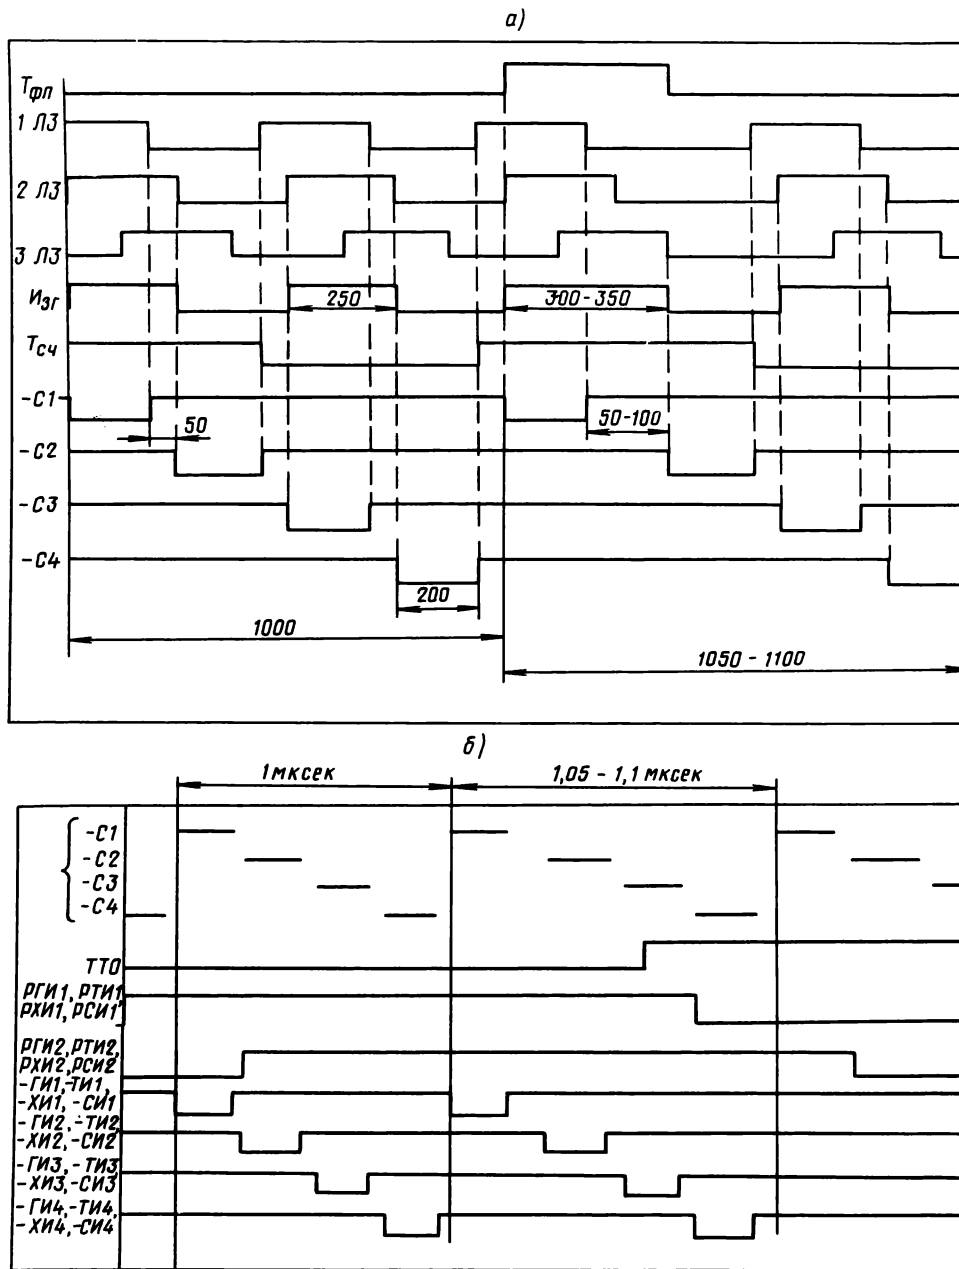 а)
Тфп
1 ЛЗ
2 ЛЗ
3 ЛЗ
Изг
250
300-350
Тсч
-С1
50
50-100
-С2
-С3
-С4
200
1000
1050 - 1100
б)
1 мксек
1,05 - 1,1 мксек
-С1
-С2
-С3
-С4
ТТО
РГИ1, РТИ1,
РХИ1, РСИ1
РГИ2, РТИ2,
РХИ2, РСИ2
-ГИ1, -ТИ1,
-ХИ1, -СИ1
-ГИ2, -ТИ2,
-ХИ2, -СИ2
-ГИ3, -ТИ3,
-ХИ3, -СИ3
-ГИ4, -ТИ4,
-ХИ4, -СИ4